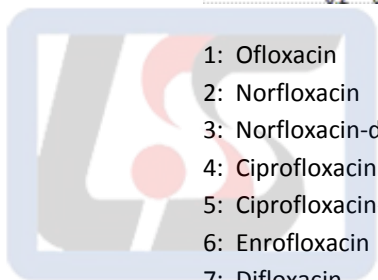 1: Ofloxacin
2: Norfloxacin
3: Norfloxacin-d
4: Ciprofloxacin
5: Ciprofloxacin
6: Enrofloxacin
7: Difloxacin